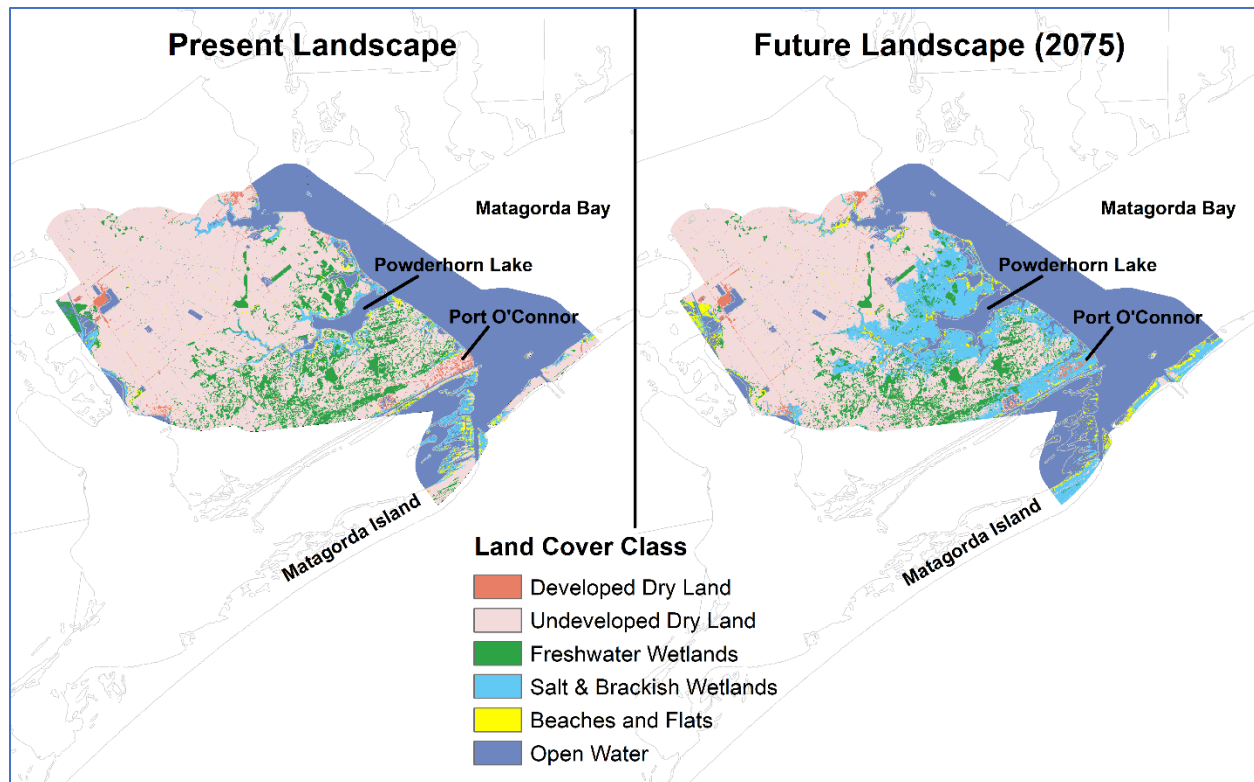 Present Landscape
Matagorda Bay
Powderhorn Lake
Port O'Connor
Matagorda Island
Future Landscape (2075)
Matagorda Bay
Powderhorn Lake
Port O'Connor
Matagorda Island
Land Cover Class
Developed Dry Land
Undeveloped Dry Land
Freshwater Wetlands
Salt & Brackish Wetlands
Beaches and Flats
Open Water